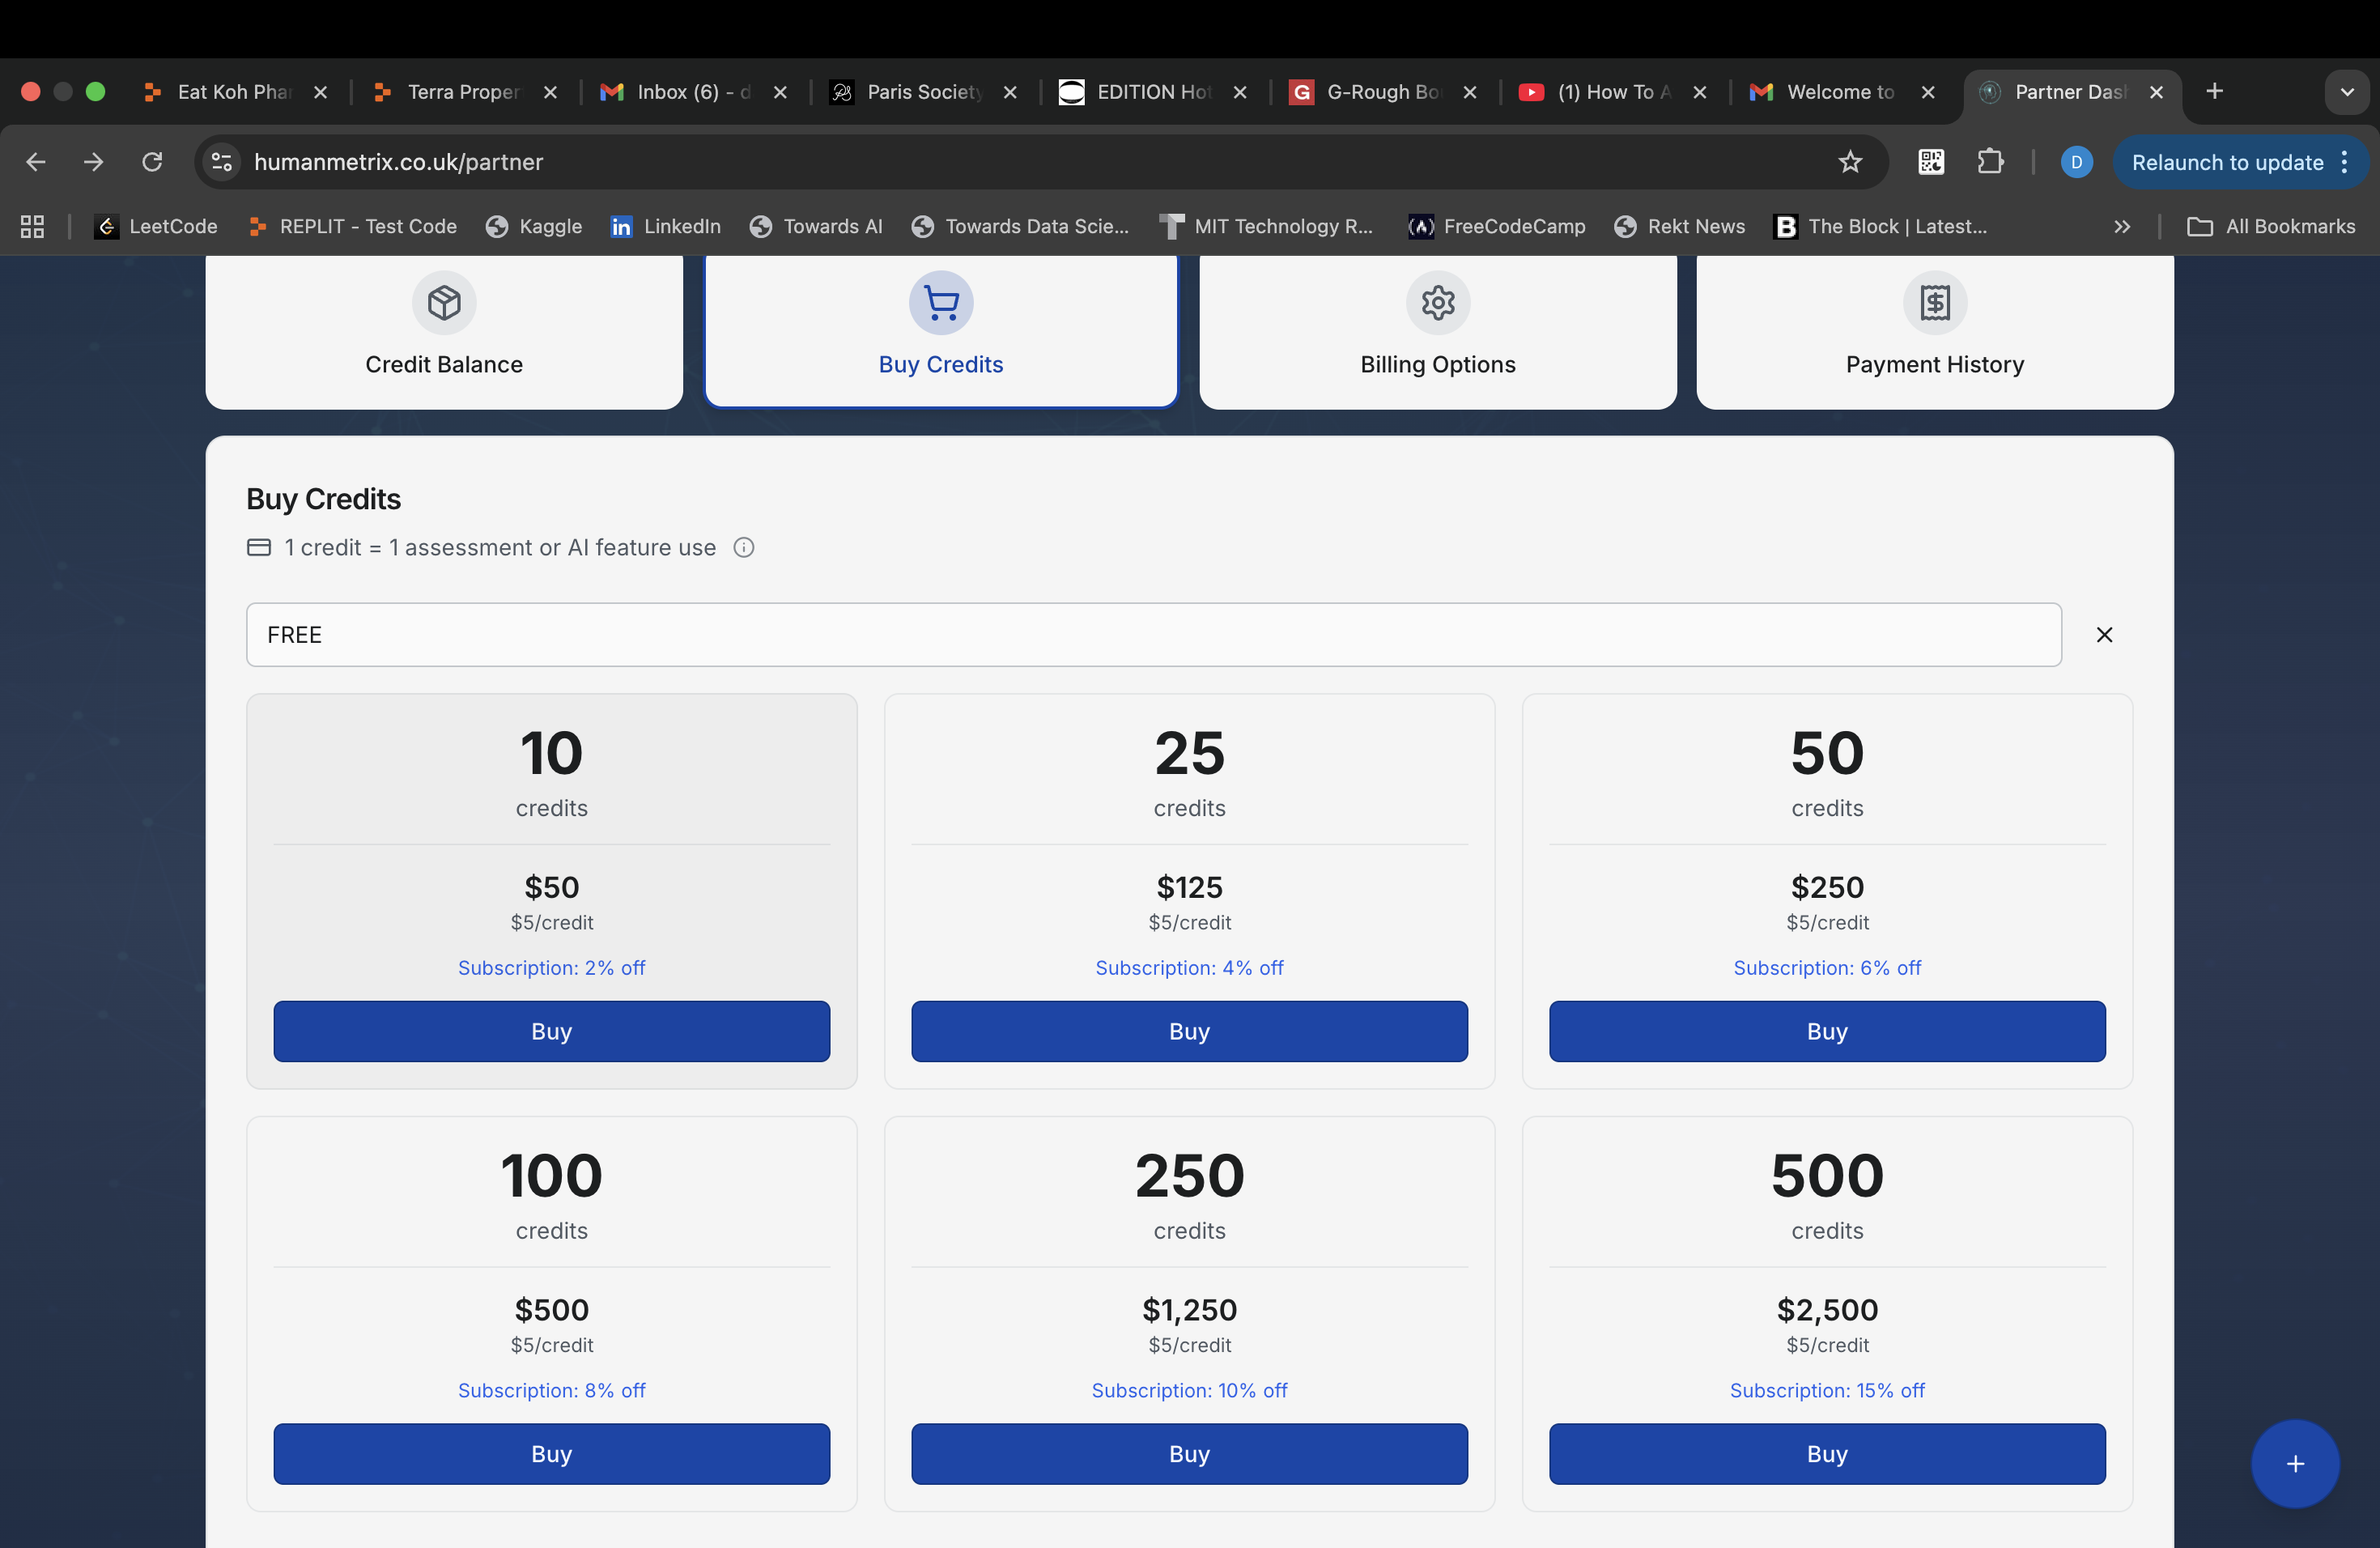 Eat Koh Phar
Terra Proper
Inbox (6) - d
Paris Society
EDITION Hot
G-Rough Bo
(1) How To A
Welcome to
Partner Das
humanmetrix.co.uk/partner
D
Relaunch to update
LeetCode
REPLIT - Test Code
Kaggle
LinkedIn
Towards AI
Towards Data Scie...
MIT Technology R...
FreeCodeCamp
Rekt News
The Block | Latest...
All Bookmarks
Credit Balance
Buy Credits
Billing Options
Payment History
Buy Credits
1 credit = 1 assessment or AI feature use
FREE
10
credits
$50
$5/credit
Subscription: 2% off
Buy
25
credits
$125
$5/credit
Subscription: 4% off
Buy
50
credits
$250
$5/credit
Subscription: 6% off
Buy
100
credits
$500
$5/credit
Subscription: 8% off
Buy
250
credits
$1,250
$5/credit
Subscription: 10% off
Buy
500
credits
$2,500
$5/credit
Subscription: 15% off
Buy